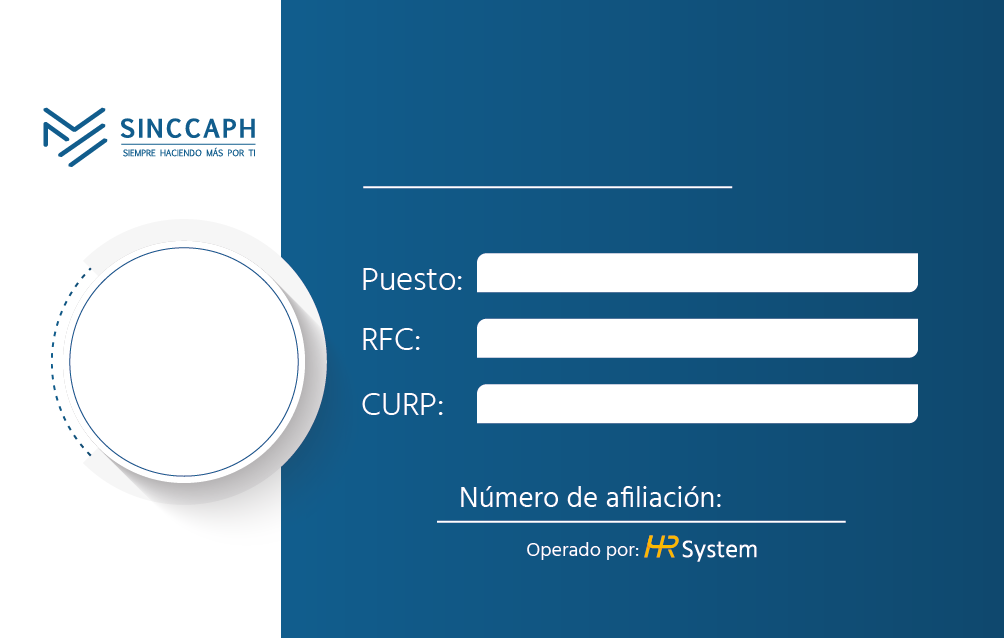 SINCCAPH
SIEMPRE HACIENDO MÁS POR TI
Puesto:
RFC:
CURP:
Número de afiliación:
Operado por: HR System